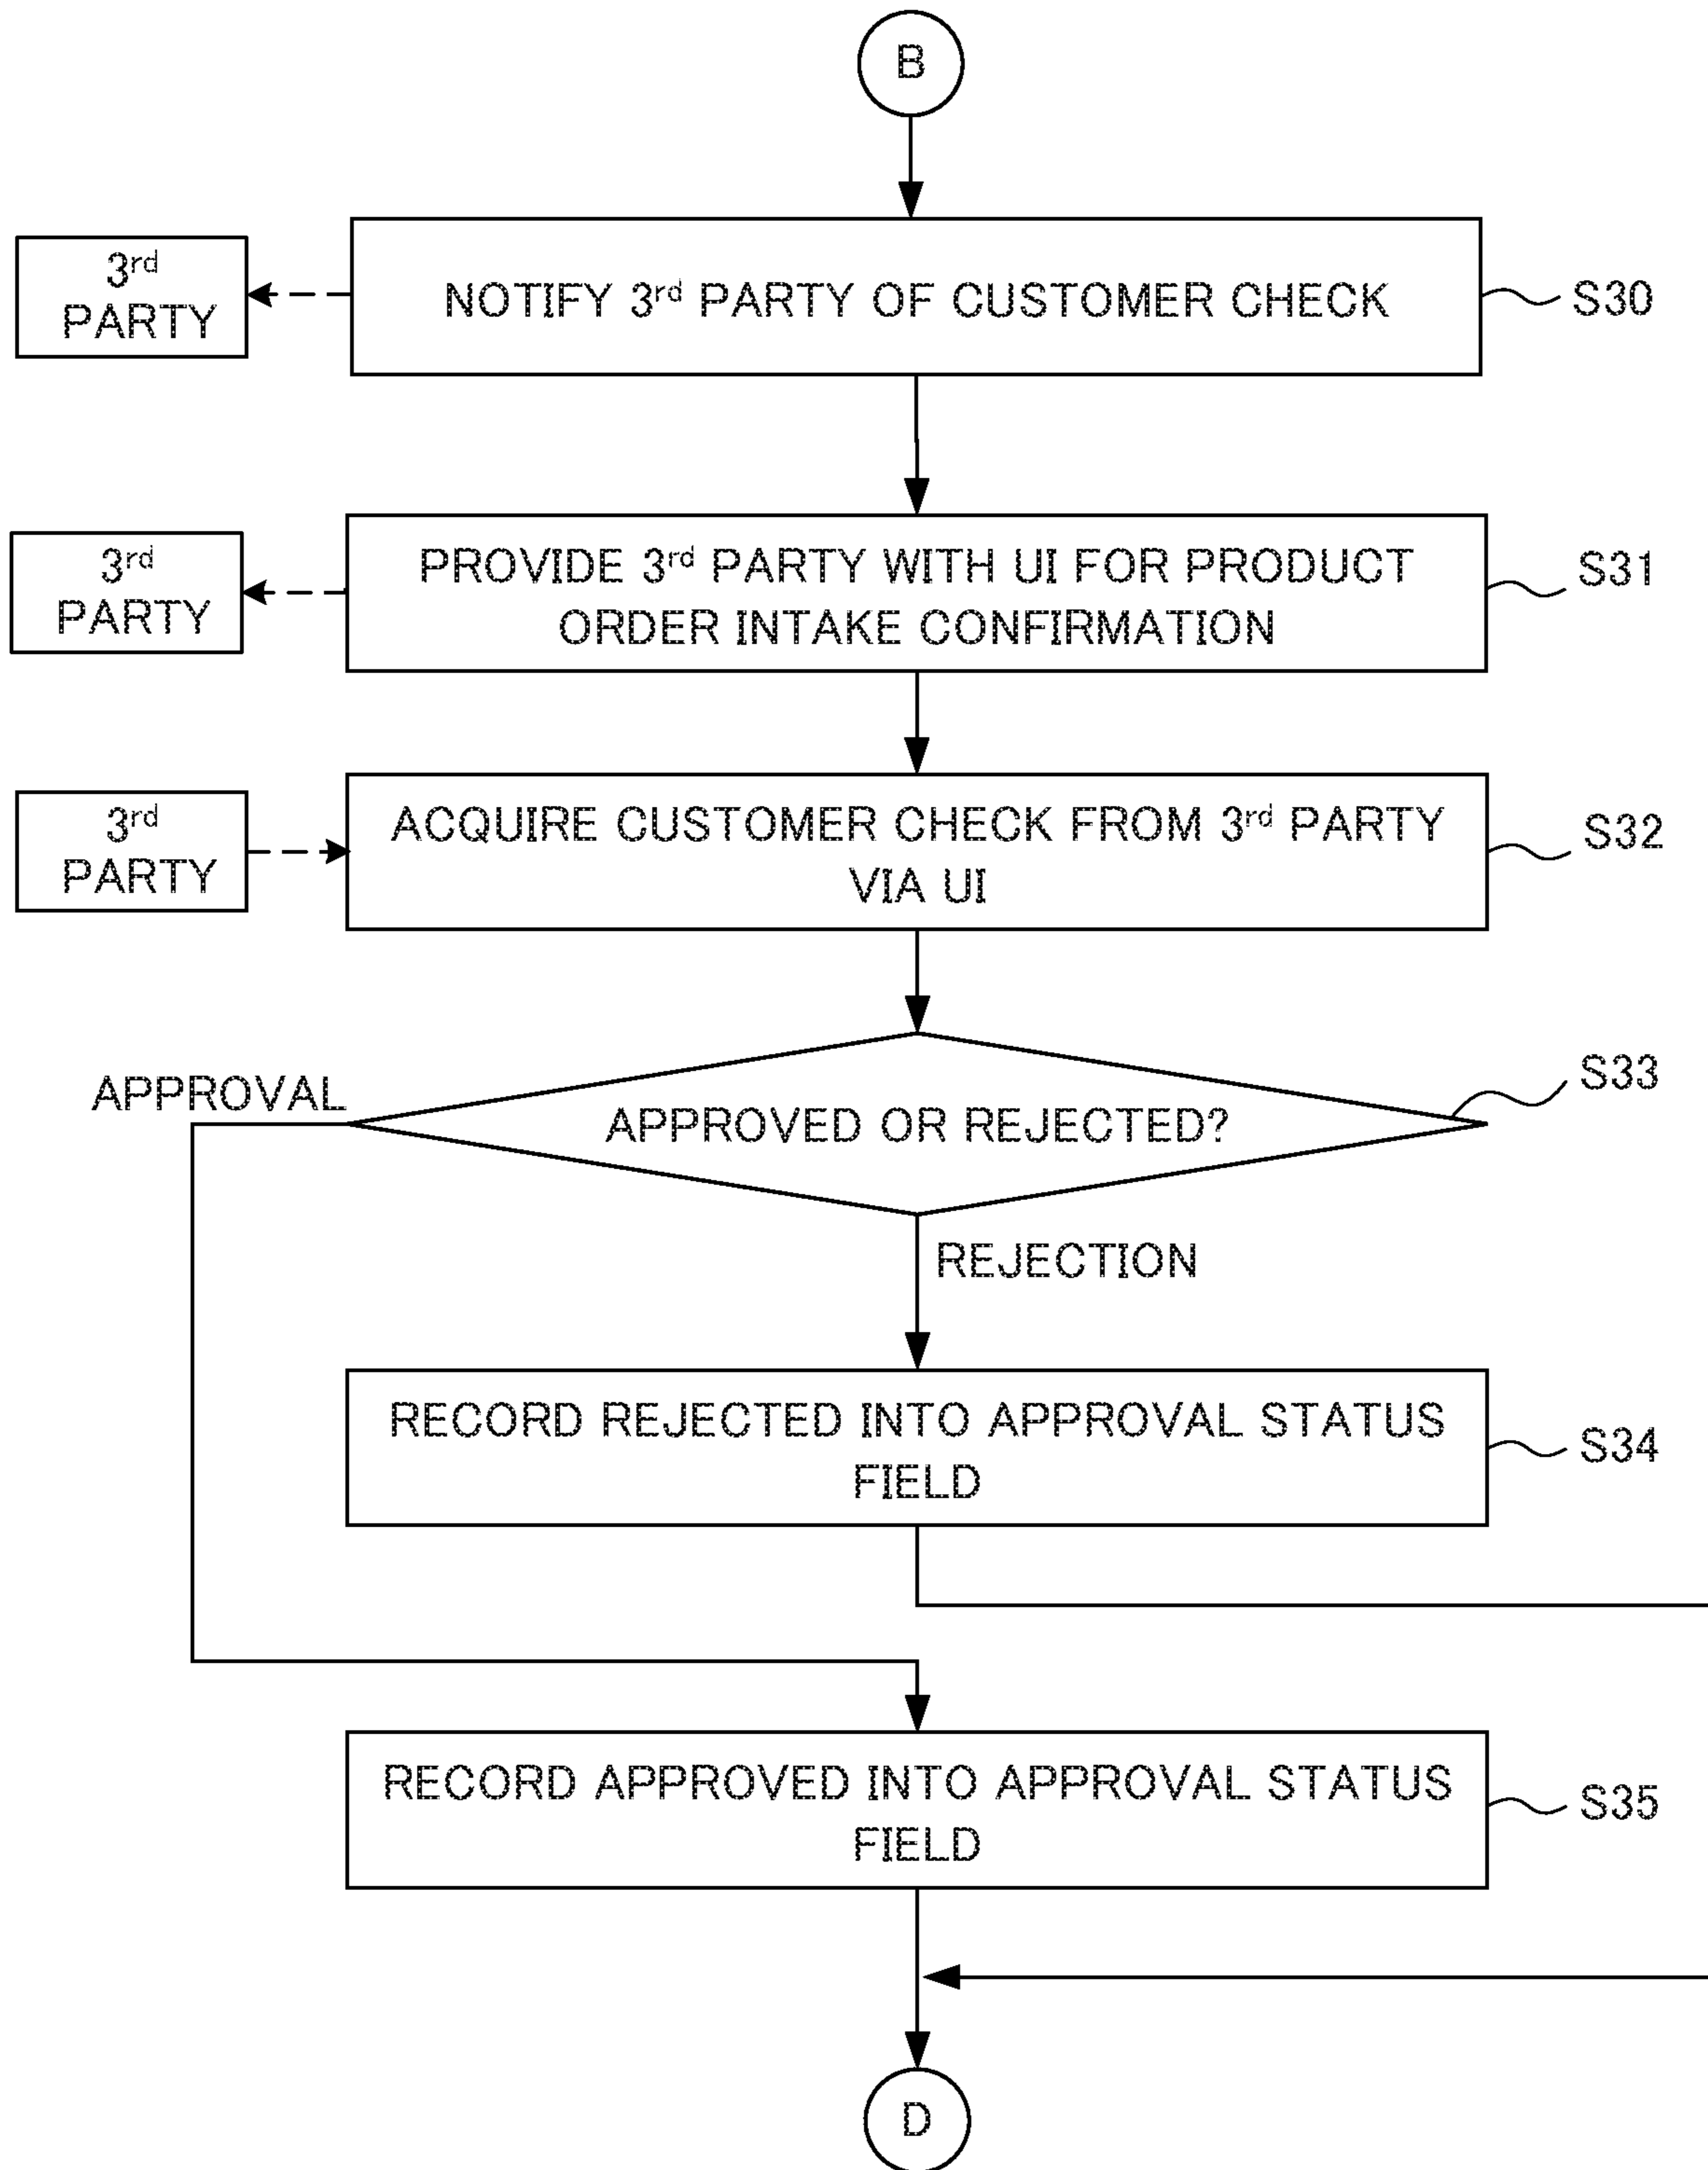 B
3rd
PARTY
NOTIFY 3rd PARTY OF CUSTOMER CHECK
S30
3rd
PARTY
PROVIDE 3rd PARTY WITH UI FOR PRODUCT
ORDER INTAKE CONFIRMATION
S31
3rd
PARTY
ACQUIRE CUSTOMER CHECK FROM 3rd PARTY
VIA UI
S32
APPROVAL
APPROVED OR REJECTED?
S33
REJECTION
RECORD REJECTED INTO APPROVAL STATUS
FIELD
S34
RECORD APPROVED INTO APPROVAL STATUS
FIELD
S35
D